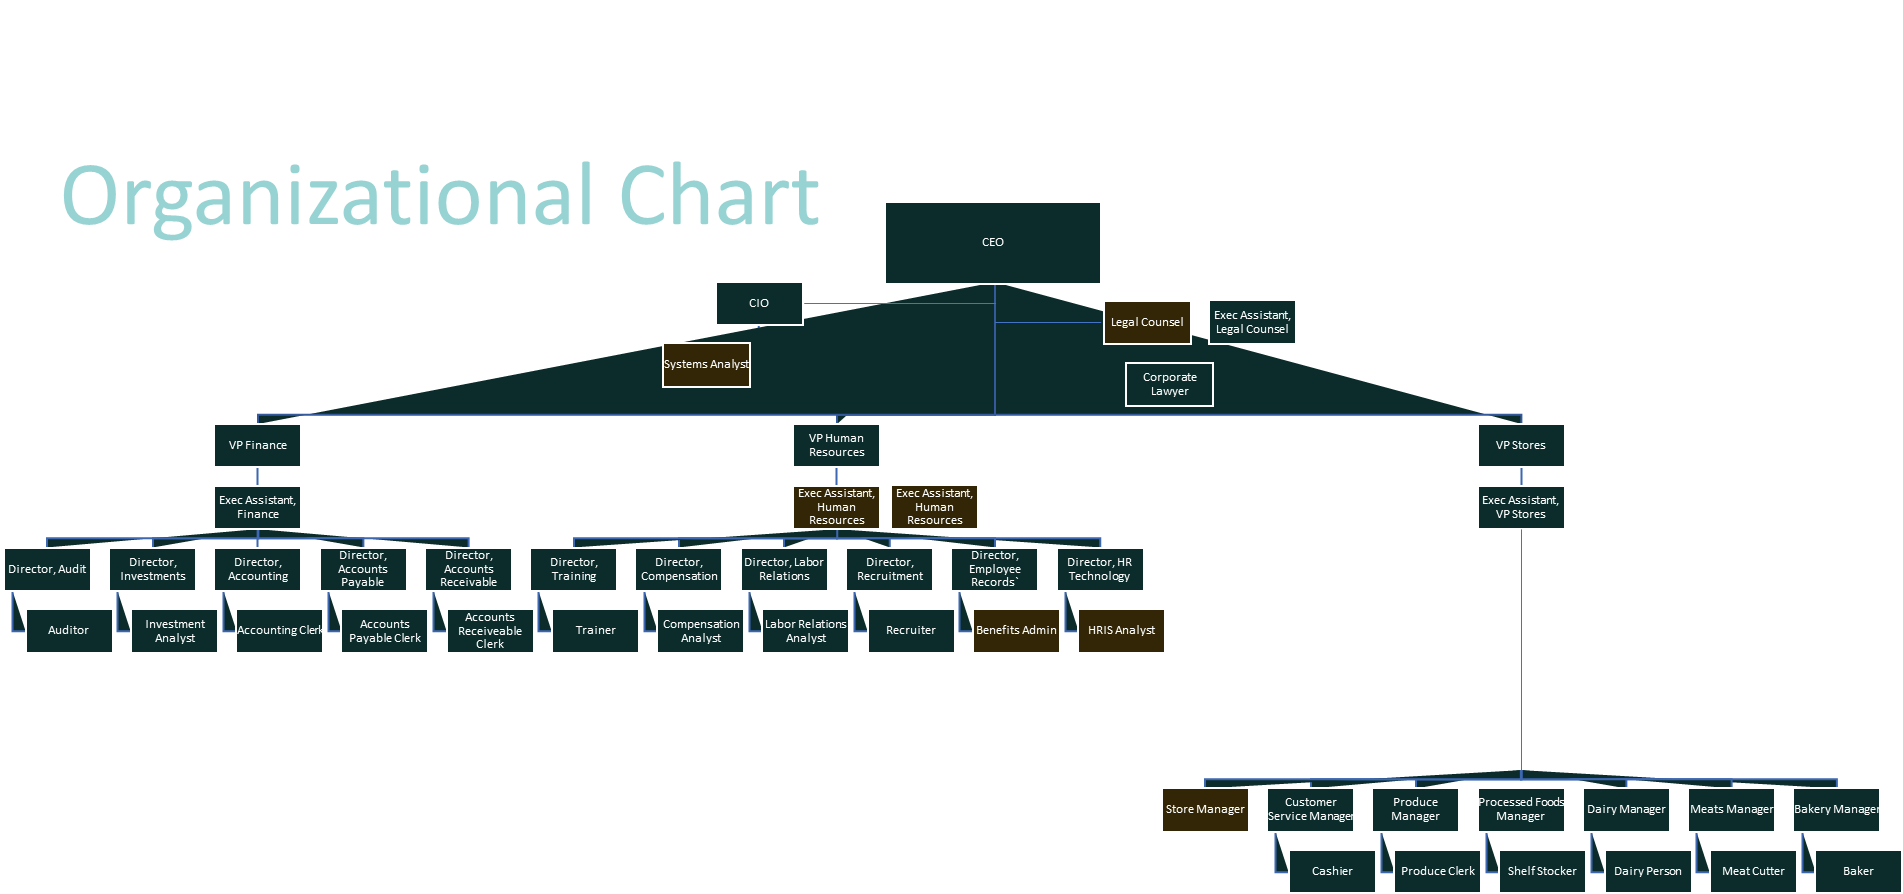 Organizational Chart
CEO
CIO
Legal Counsel
Exec Assistant,
Legal Counsel
Systems Analyst
Corporate
Lawyer
VP Finance
VP Human
Resources
VP Stores
Exec Assistant,
Finance
Exec Assistant,
Human
Resources
Exec Assistant,
Human
Resources
Exec Assistant,
VP Stores
Director, Audit
Director,
Investments
Director,
Accounting
Director,
Accounts
Payable
Director,
Accounts
Receivable
Director,
Training
Director,
Compensation
Director, Labor
Relations
Director,
Recruitment
Director,
Employee
Records`
Director, HR
Technology
Auditor
Investment
Analyst
Accounting Clerk
Accounts
Payable Clerk
Accounts
Receiveable
Clerk
Trainer
Compensation
Analyst
Labor Relations
Analyst
Recruiter
Benefits Admin
HRIS Analyst
Store Manager
Customer
Service Manager
Produce
Manager
Processed Foods
Manager
Dairy Manager
Meats Manager
Bakery Manager
Cashier
Produce Clerk
Shelf Stocker
Dairy Person
Meat Cutter
Baker